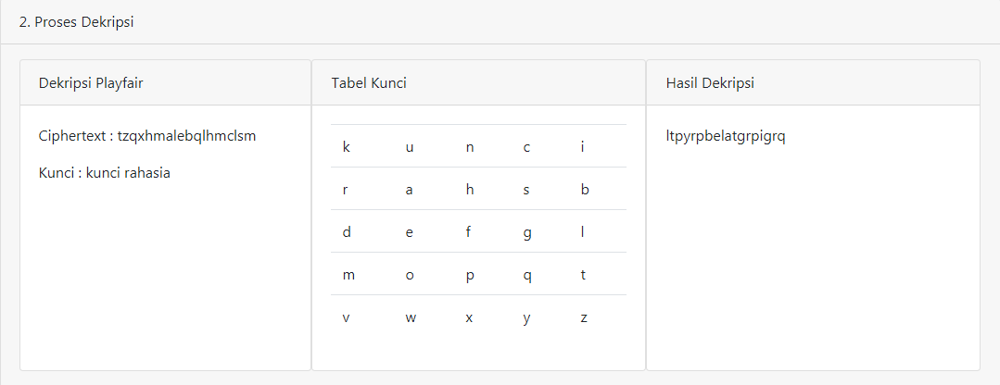 2. Proses Dekripsi
Dekripsi Playfair
Ciphertext : tzqxhmalebqlhmclsm
Kunci : kunci rahasia
Tabel Kunci
k u n c i
r a h s b
d e f g l
m o p q t
v w x y z
Hasil Dekripsi
ltpyrpbelatgrpigrq